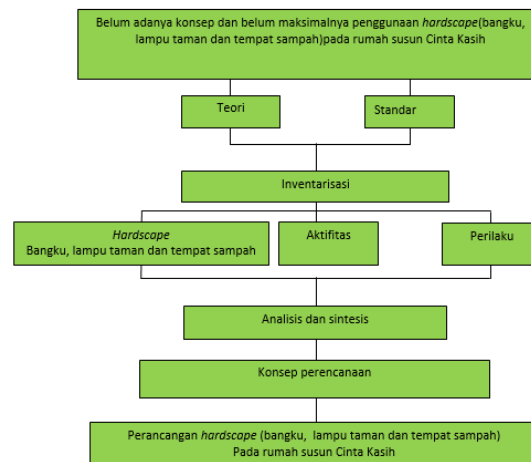 Belum adanya konsep dan belum maksimalnya penggunaan hardscape(bangku,
lampu taman dan tempat sampah)pada rumah susun Cinta Kasih
Teori
Standar
Inventarisasi
Hardscape
Bangku, lampu taman dan tempat sampah
Aktifitas
Perilaku
Analisis dan sintesis
Konsep perencanaan
Perancangan hardscape (bangku, lampu taman dan tempat sampah)
Pada rumah susun Cinta Kasih